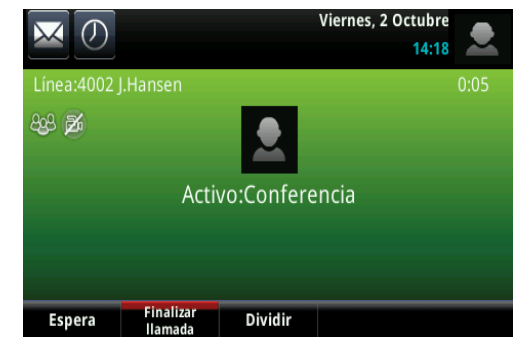 Viernes, 2 Octubre
14:18
Línea:4002 J.Hansen
0:05
Activo:Conferencia
Espera
Finalizar
llamada
Dividir